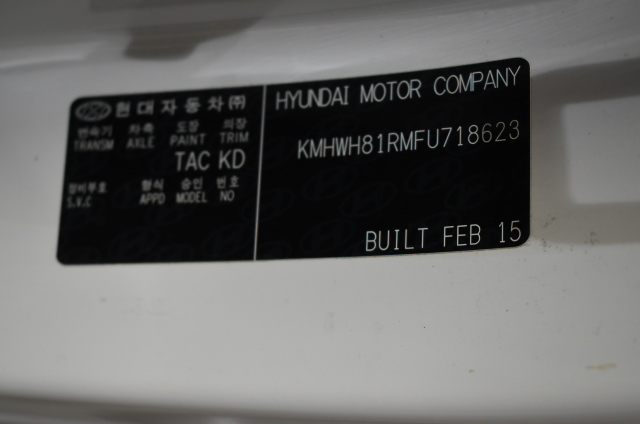 현대자동차㈜
변속기 차축 도장 의장
TRANSM AXLE PAINT TRIM
TAC KD
정비부호 형식 승인 번호
S.V.C APPD MODEL NO
HYUNDAI MOTOR COMPANY
KMHWH81RMFU718623
BUILT FEB 15